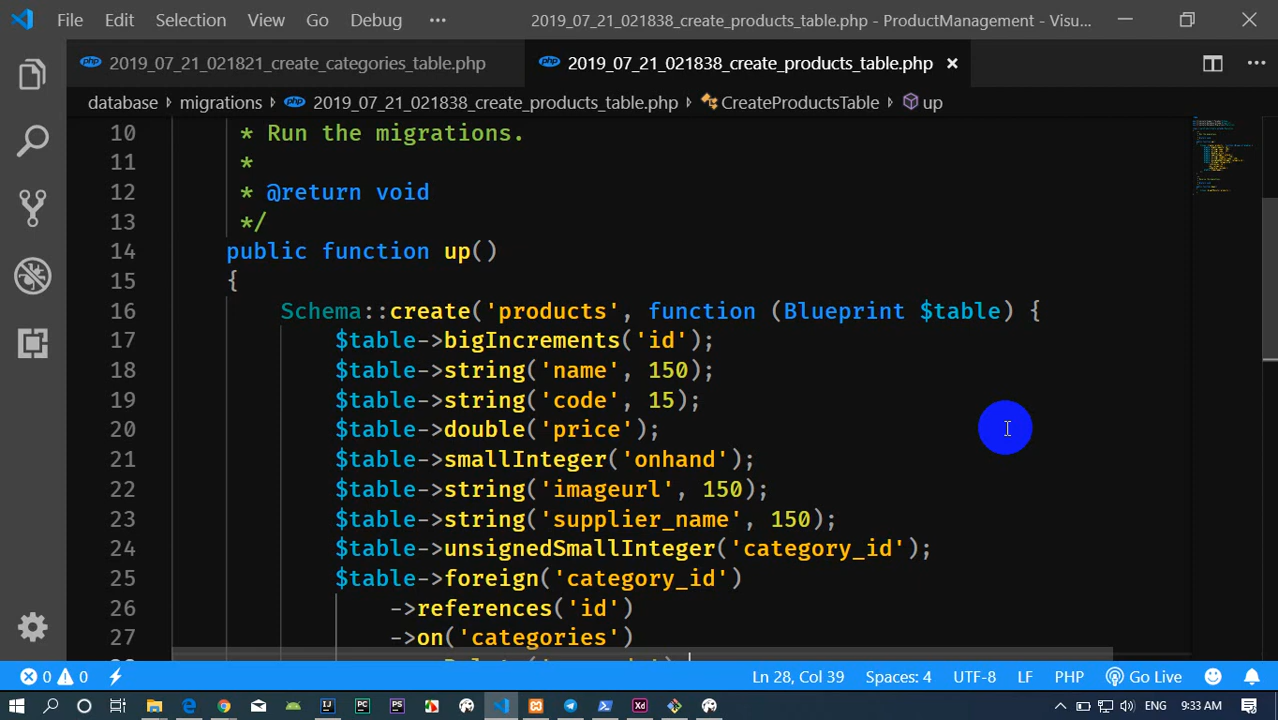 File Edit Selection View Go Debug ··· 2019_07_21_021838_create_products_table.php - ProductManagement - Visu...
2019_07_21_021821_create_categories_table.php 2019_07_21_021838_create_products_table.php
database › migrations › 2019_07_21_021838_create_products_table.php › CreateProductsTable › up
10 * Run the migrations.
11 *
12 * @return void
13 */
14 public function up()
15 {
16 Schema::create('products', function (Blueprint $table) {
17 $table->bigIncrements('id');
18 $table->string('name', 150);
19 $table->string('code', 15);
20 $table->double('price');
21 $table->smallInteger('onhand');
22 $table->string('imageurl', 150);
23 $table->string('supplier_name', 150);
24 $table->unsignedSmallInteger('category_id');
25 $table->foreign('category_id')
26 ->references('id')
27 ->on('categories')
0 0 Ln 28, Col 39 Spaces: 4 UTF-8 LF PHP Go Live
ENG 9:33 AM